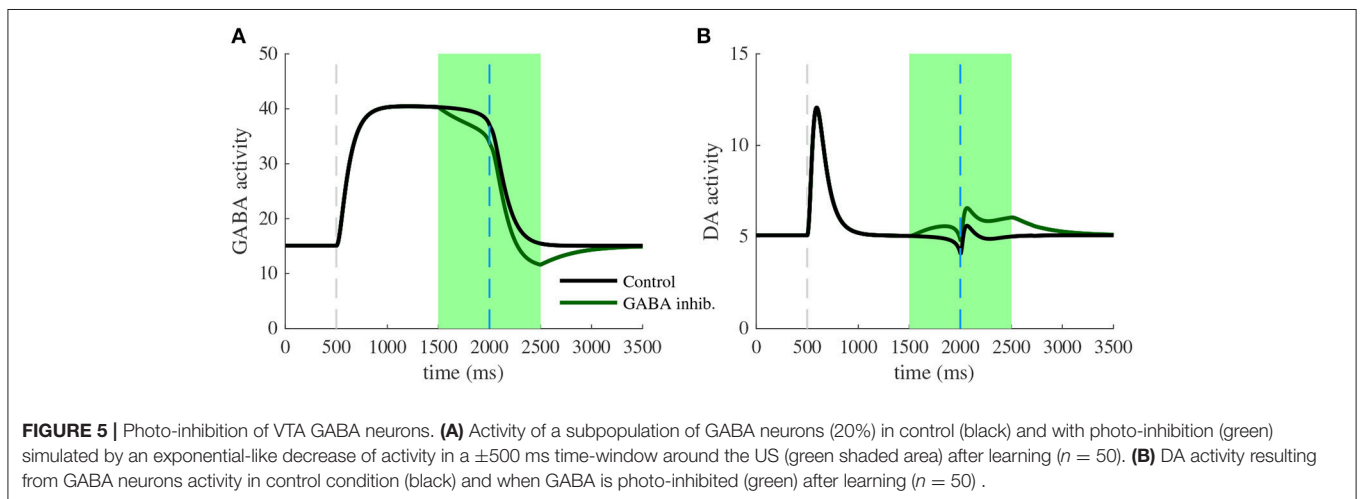 A
50
40
30
20
10
0
GABA activity
0 500 1000 1500 2000 2500 3000 3500
time (ms)
Control
GABA inhib.
B
15
10
5
0
DA activity
0 500 1000 1500 2000 2500 3000 3500
time (ms)
FIGURE 5 | Photo-inhibition of VTA GABA neurons. (A) Activity of a subpopulation of GABA neurons (20%) in control (black) and with photo-inhibition (green)
simulated by an exponential-like decrease of activity in a ±500 ms time-window around the US (green shaded area) after learning (n = 50). (B) DA activity resulting
from GABA neurons activity in control condition (black) and when GABA is photo-inhibited (green) after learning (n = 50) .